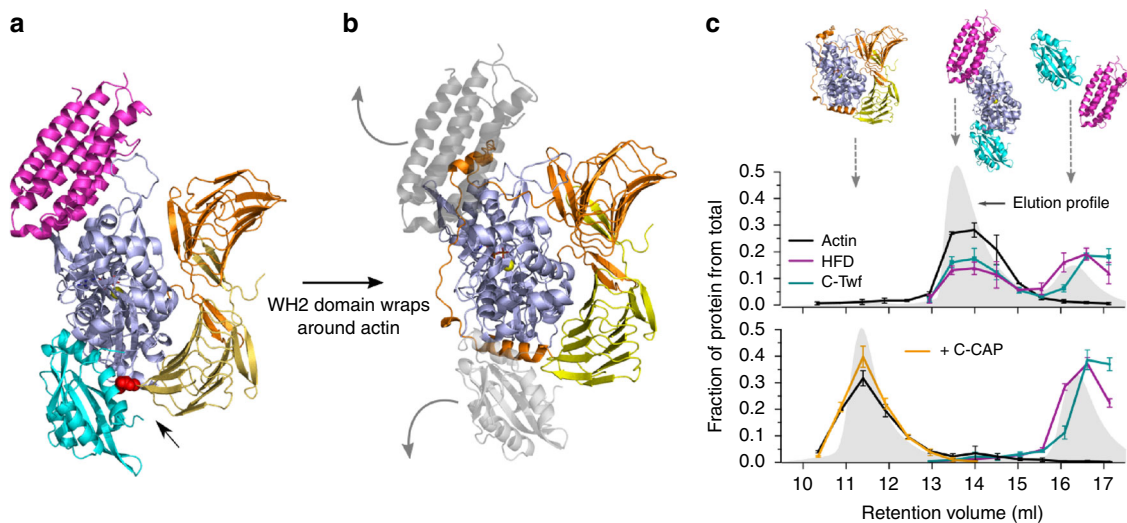 a
b
c
WH2 domain wraps
around actin
Elution profile
Actin
HFD
C-Twf
0.5
0.4
0.3
0.2
0.1
0.0
+ C-CAP
0.5
0.4
0.3
0.2
0.1
0.0
Fraction of protein from total
10 11 12 13 14 15 16 17
Retention volume (ml)